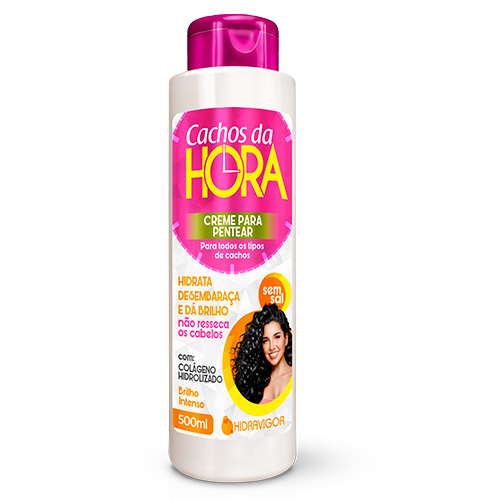 Cachos da
HORA
CREME PARA
PENTEAR
Para todos os tipos
de cachos
HIDRATA
DESEMBARAÇA
E DÁ BRILHO
não resseca
os cabelos
sem
sal
com:
COLÁGENO
HIDROLIZADO
Brilho
Intenso
500ml
HIDRAVIGOR